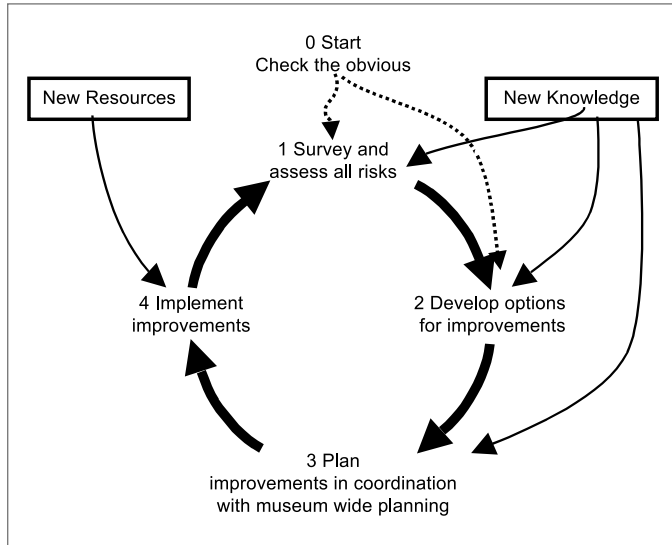 0 Start
Check the obvious
New Resources
New Knowledge
1 Survey and
assess all risks
4 Implement
improvements
2 Develop options
for improvements
3 Plan
improvements in coordination
with museum wide planning